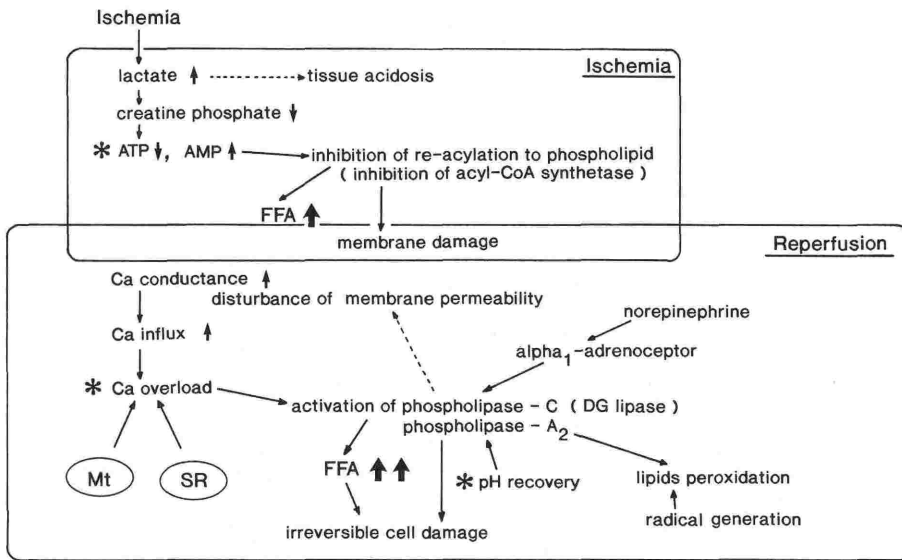 Ischemia
Ischemia
lactate ↑ tissue acidosis
creatine phosphate ↓
* ATP ↓, AMP ↑ inhibition of re-acylation to phospholipid
( inhibition of acyl-CoA synthetase )
FFA ↑
membrane damage
Reperfusion
Ca conductance ↑
disturbance of membrane permeability
norepinephrine
Ca influx ↑
alpha₁-adrenoceptor
* Ca overload
activation of phospholipase - C ( DG lipase )
phospholipase - A₂
Mt SR FFA ↑ ↑ * pH recovery lipids peroxidation
irreversible cell damage radical generation